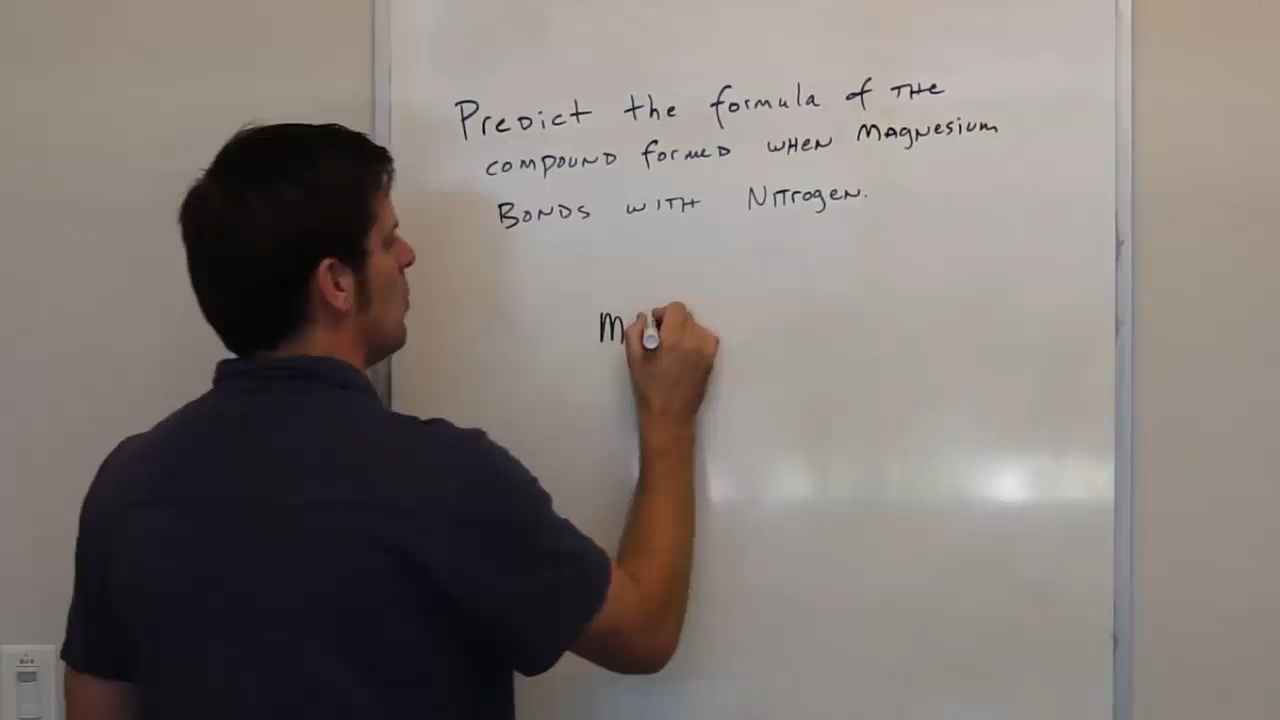 Predict the formula of the
compound formed when Magnesium
Bonds with Nitrogen.
M